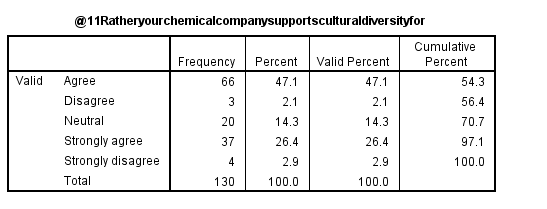 @11Ratheryourchemicalcompanysupportsculturaldiversityfor
Frequency Percent Valid Percent Cumulative Percent
Valid Agree 66 47.1 47.1 54.3
Disagree 3 2.1 2.1 56.4
Neutral 20 14.3 14.3 70.7
Strongly agree 37 26.4 26.4 97.1
Strongly disagree 4 2.9 2.9 100.0
Total 130 100.0 100.0